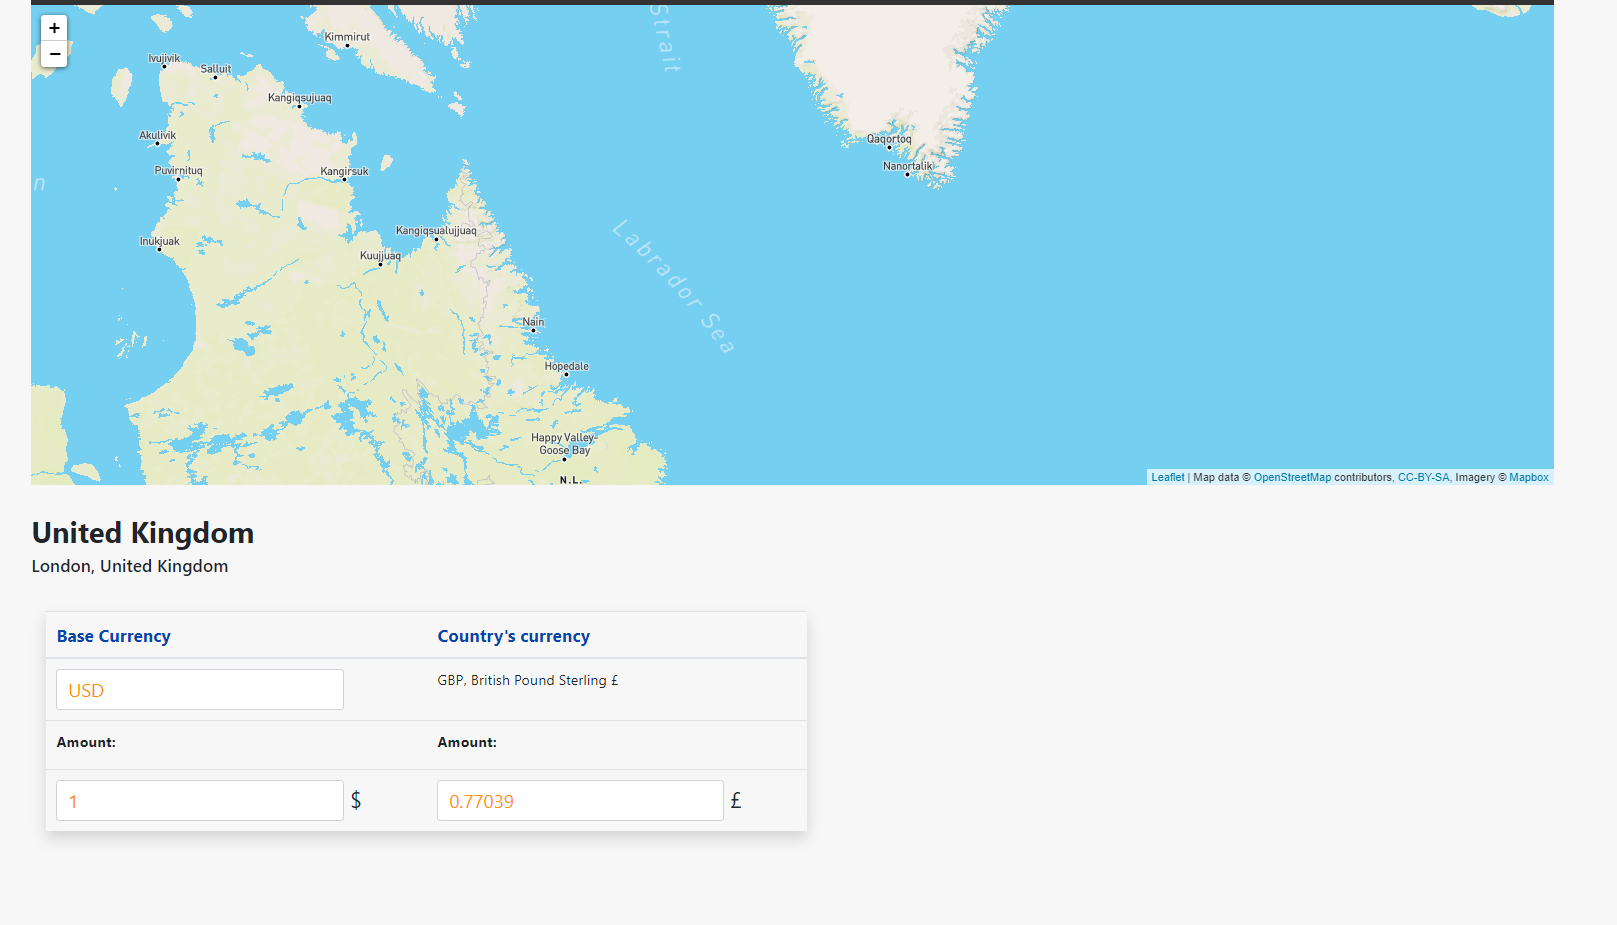 +
−
Kimmirut
Strait
Ivujivik
Salluit
Kangiqsujuaq
Akulivik
Qaqortoq
Puvirnituq
Kangirsuk
Nanortalik
n
Kangiqsualujjuaq
Inukjuak
Kuujjuaq
Labrador Sea
Nain
Hopedale
Happy Valley-
Goose Bay
N.L.
Leaflet | Map data © OpenStreetMap contributors, CC-BY-SA, Imagery © Mapbox
United Kingdom
London, United Kingdom
Base Currency Country's currency
USD GBP, British Pound Sterling £
Amount: Amount:
1 $ 0.77039 £